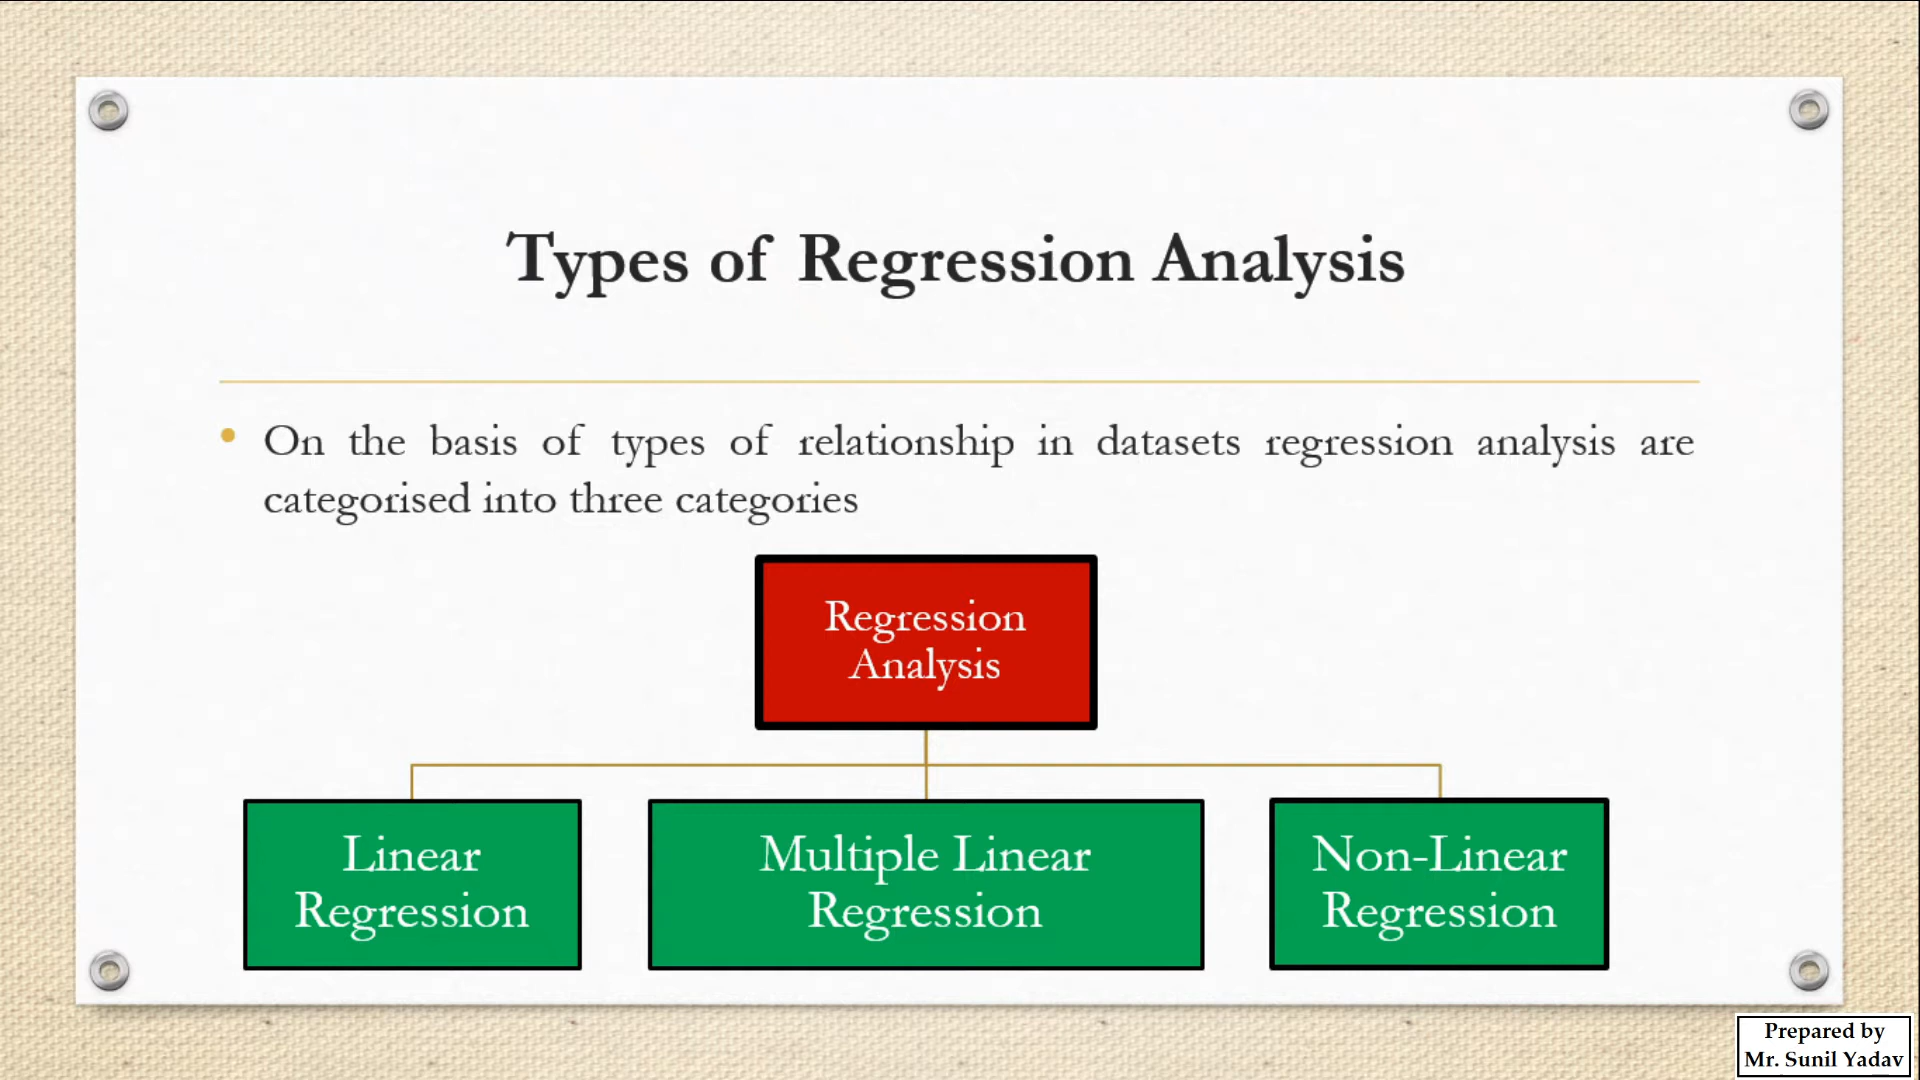 Types of Regression Analysis
• On the basis of types of relationship in datasets regression analysis are
categorised into three categories
Regression
Analysis
Linear
Regression
Multiple Linear
Regression
Non-Linear
Regression
Prepared by
Mr. Sunil Yadav